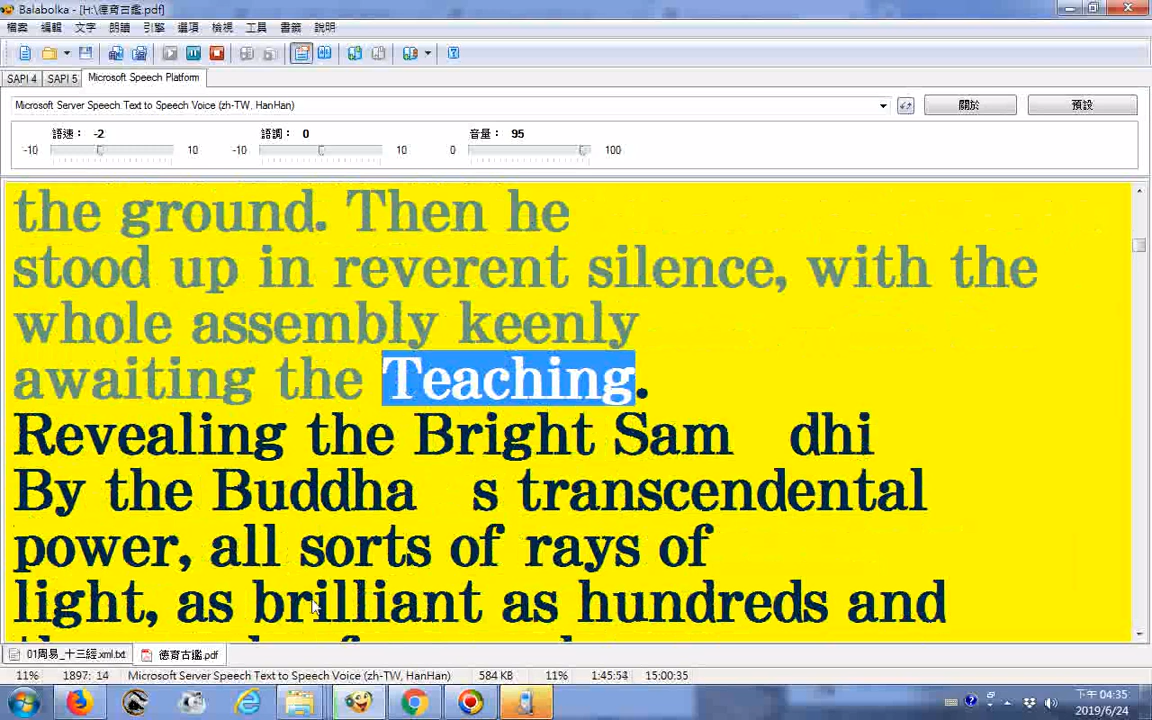 Balabolka - [H:\德育古鑑.pdf]
檔案 編輯 文字 朗讀 引擎 選項 檢視 工具 書籤 說明
SAPI 4 SAPI 5 Microsoft Speech Platform
Microsoft Server Speech Text to Speech Voice (zh-TW, HanHan) 關於 預設
語速： -2 語調： 0 音量： 95
-10 10 -10 10 0 100
the ground. Then he
stood up in reverent silence, with the
whole assembly keenly
awaiting the Teaching.
Revealing the Bright Sam dhi
By the Buddha s transcendental
power, all sorts of rays of
light, as brilliant as hundreds and
01周易_十三經.xml.txt 德育古鑑.pdf
11% 1897: 14 Microsoft Server Speech Text to Speech Voice (zh-TW, HanHan) 584 KB 11% 1:45:54 15:00:35
下午 04:35
2019/6/24